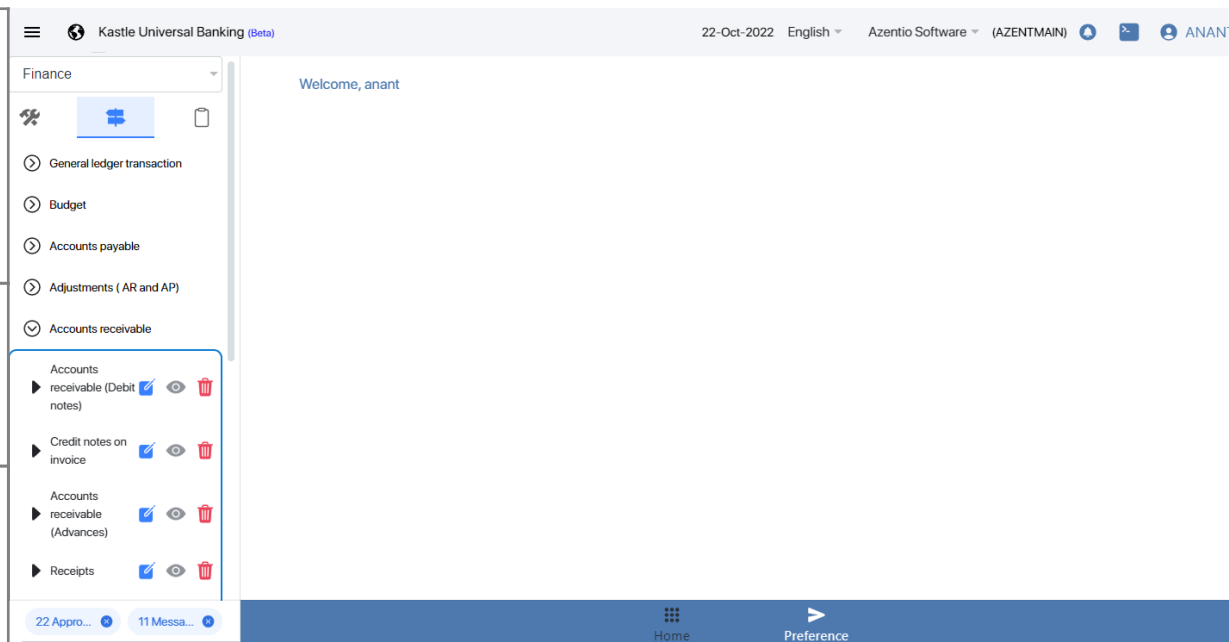 Kastle Universal Banking (Beta)
22-Oct-2022 English Azentio Software (AZENTMAIN) ANANT
Finance
Welcome, anant
General ledger transaction
Budget
Accounts payable
Adjustments ( AR and AP)
Accounts receivable
Accounts
receivable (Debit
notes)
Credit notes on
invoice
Accounts
receivable
(Advances)
Receipts
22 Appro...
11 Messa...
Home
Preference